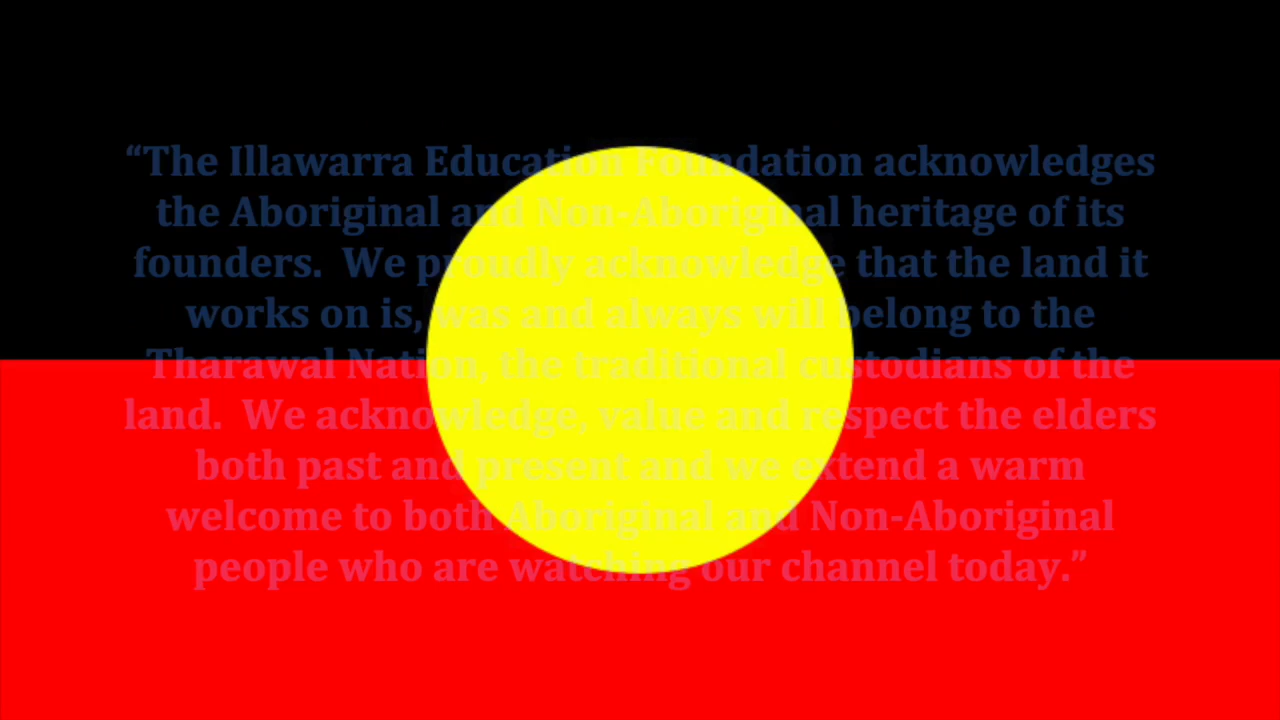 “The Illawarra Education Foundation acknowledges
the Aboriginal and Non-Aboriginal heritage of its
founders.  We proudly acknowledge that the land it
works on is, was and always will belong to the
Tharawal Nation, the traditional custodians of the
land.  We acknowledge, value and respect the elders
both past and present and we extend a warm
welcome to both Aboriginal and Non-Aboriginal
people who are watching our channel today.”